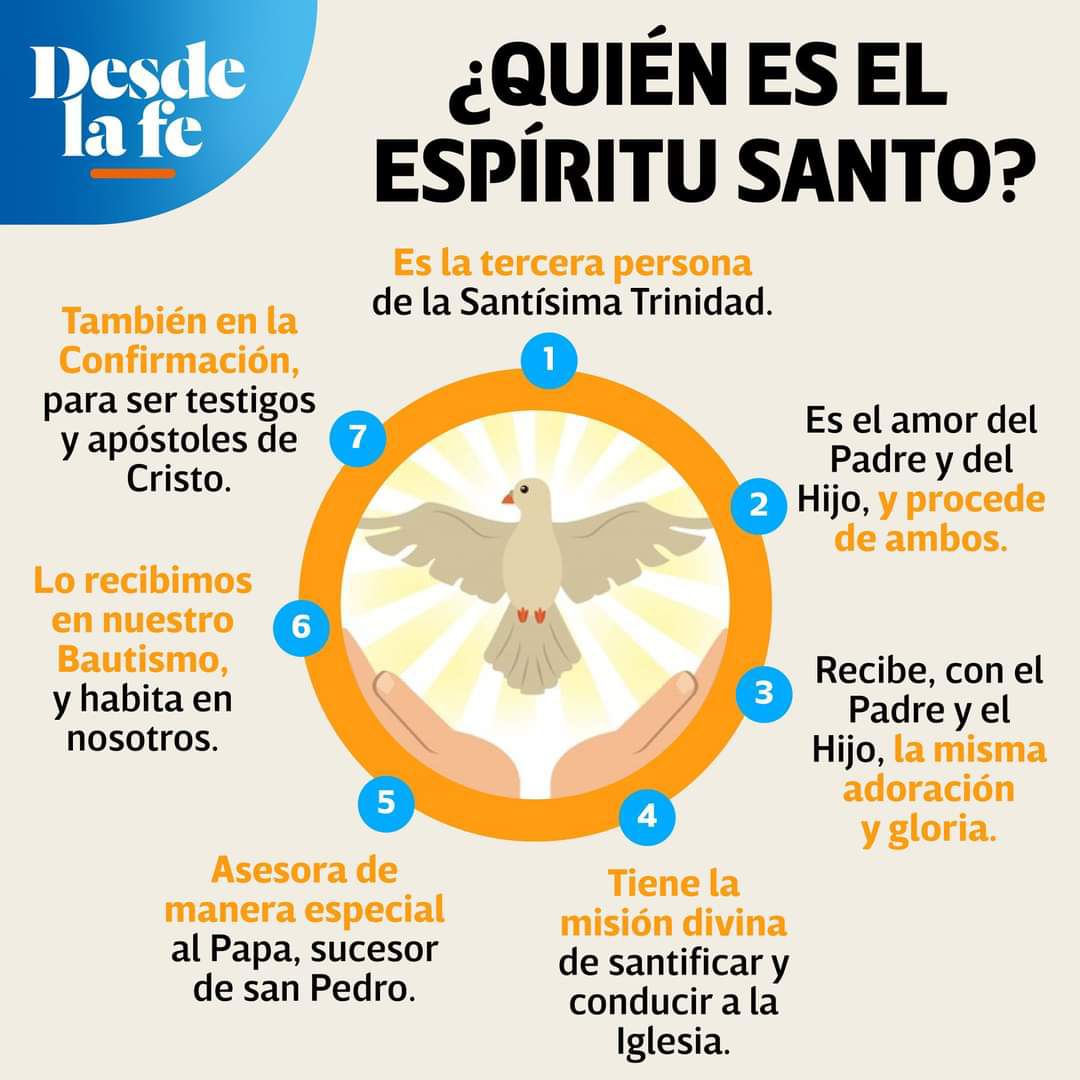 Desde
la fe
¿QUIÉN ES EL
ESPÍRITU SANTO?
1
Es la tercera persona
de la Santísima Trinidad.
2
Es el amor del
Padre y del
Hijo, y procede
de ambos.
3
Recibe, con el
Padre y el
Hijo, la misma
adoración
y gloria.
4
Tiene la
misión divina
de santificar y
conducir a la
Iglesia.
5
Asesora de
manera especial
al Papa, sucesor
de san Pedro.
6
Lo recibimos
en nuestro
Bautismo,
y habita en
nosotros.
7
También en la
Confirmación,
para ser testigos
y apóstoles de
Cristo.